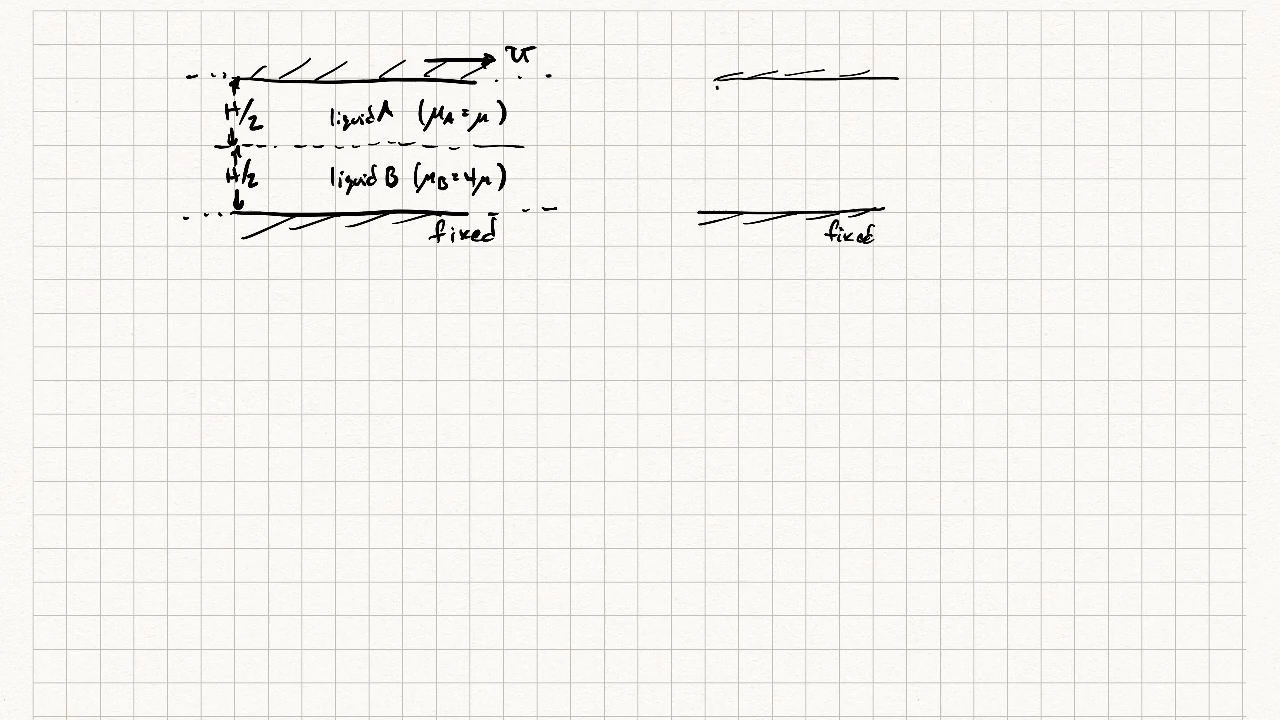 v
H/2 liquid A (μA = μ)
H/2 liquid B (μB = 4μ)
fixed fixed